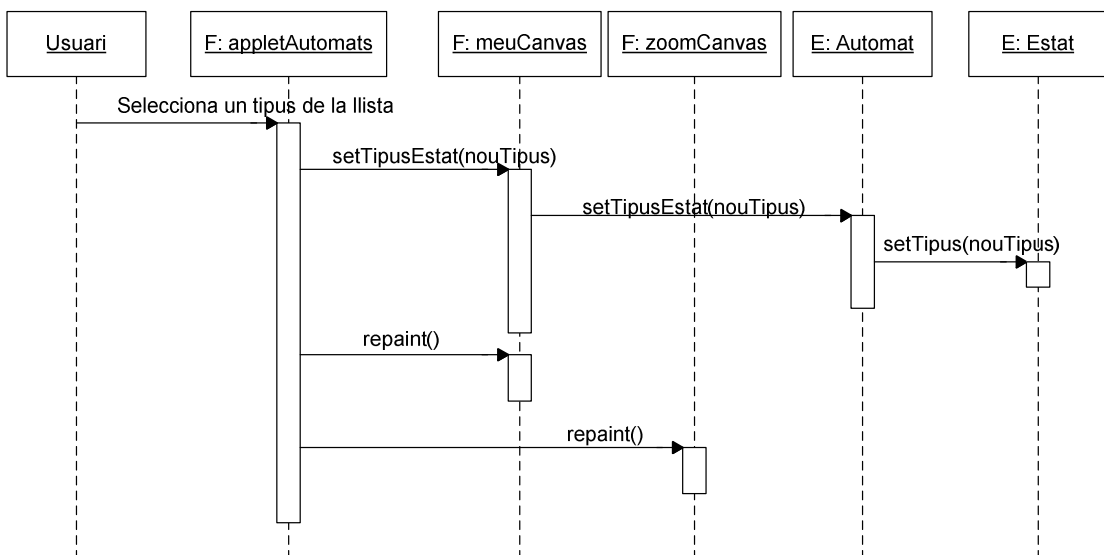 Usuari
F: appletAutomats
F: meuCanvas
F: zoomCanvas
E: Automat
E: Estat
Selecciona un tipus de la llista
setTipusEstat(nouTipus)
setTipusEstat(nouTipus)
setTipus(nouTipus)
repaint()
repaint()